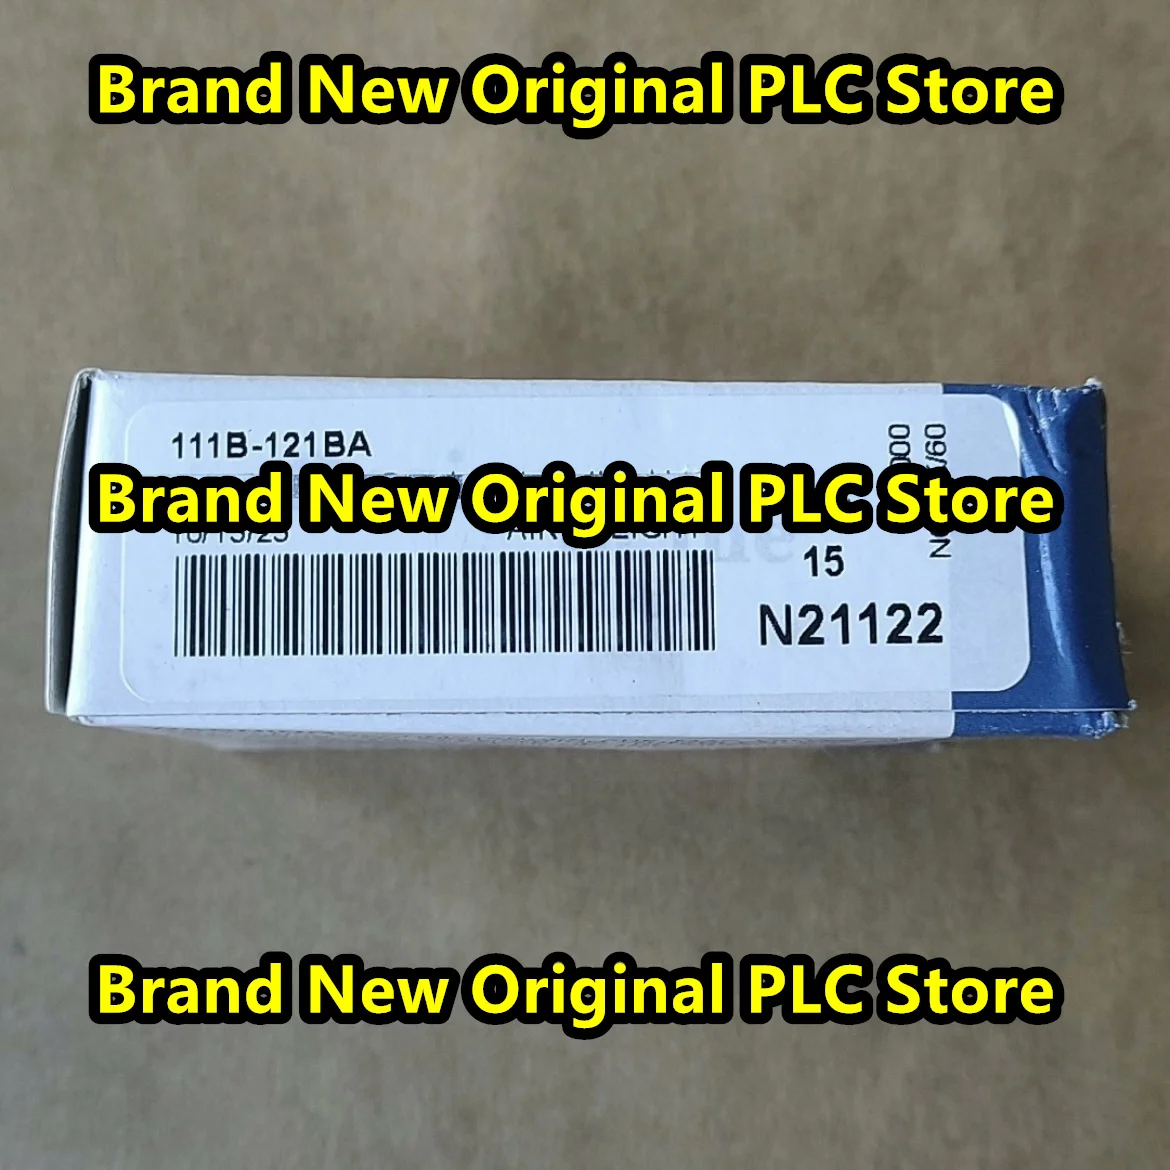 Brand New Original PLC Store
111B-121BA
Brand New Original PLC Store
15
N21122
Brand New Original PLC Store